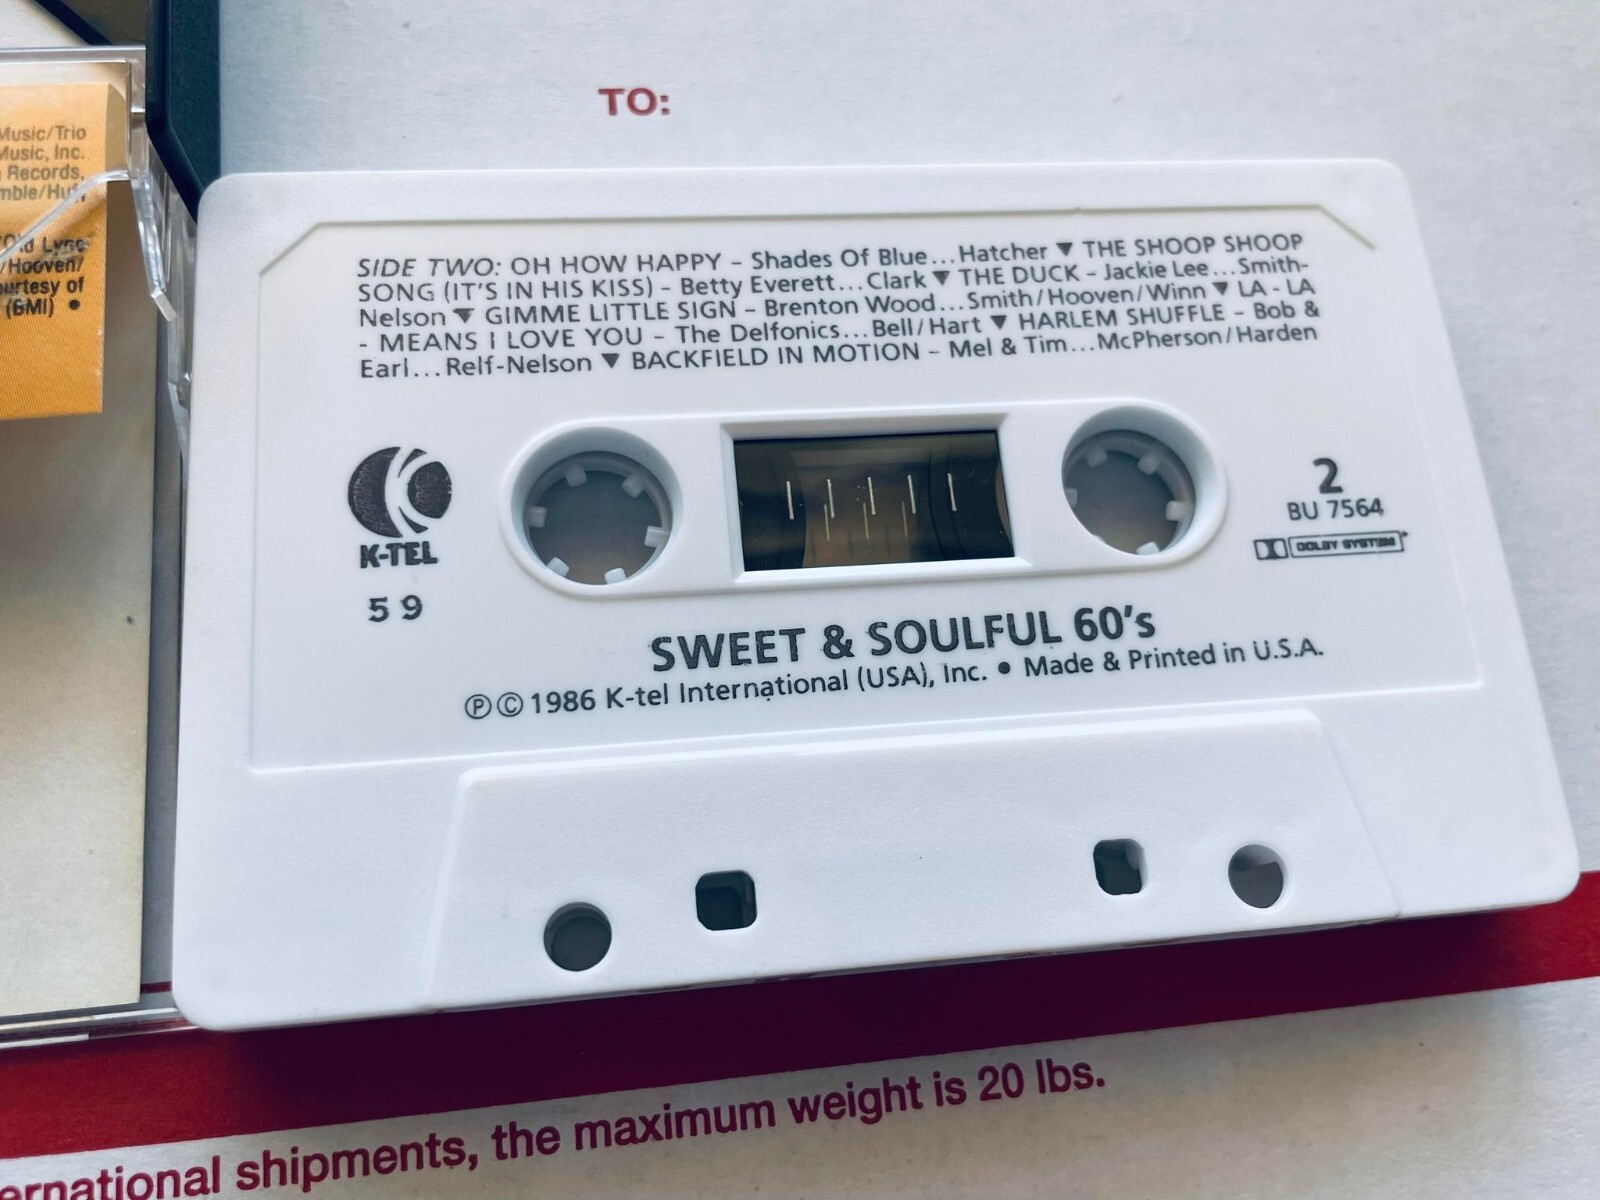 TO:
Music/Trio
Music, Inc.
Records,
/Hooven/
(BMI) •
SIDE TWO: OH HOW HAPPY – Shades Of Blue...Hatcher ▼ THE SHOOP SHOOP
SONG (IT'S IN HIS KISS) – Betty Everett...Clark ▼ THE DUCK – Jackie Lee...Smith-
Nelson ▼ GIMME LITTLE SIGN – Brenton Wood...Smith/Hooven/Winn ▼ LA - LA
- MEANS I LOVE YOU – The Delfonics...Bell/Hart ▼ HARLEM SHUFFLE – Bob &
Earl...Relf-Nelson ▼ BACKFIELD IN MOTION – Mel & Tim...McPherson/Harden
K-TEL
59
2
BU 7564
DOLBY SYSTEM
SWEET & SOULFUL 60's
Ⓟ©1986 K-tel International (USA), Inc. • Made & Printed in U.S.A.
ernational shipments, the maximum weight is 20 lbs.